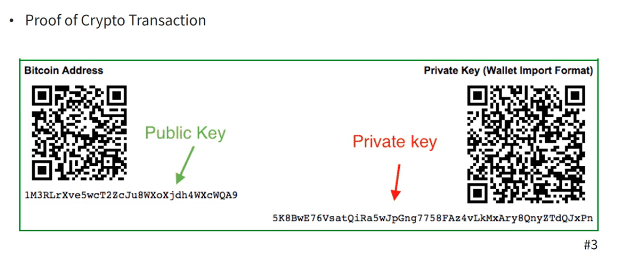 • Proof of Crypto Transaction
Bitcoin Address
Private Key (Wallet Import Format)
Public Key
Private key
1M3RLrXve5wcT2ZcJu8WXoXjdh4WXcWQA9
5K8BwE76VsatQiRa5wJpGng7758FAz4vLkMxAry8QnyZTdQJxPn
#3